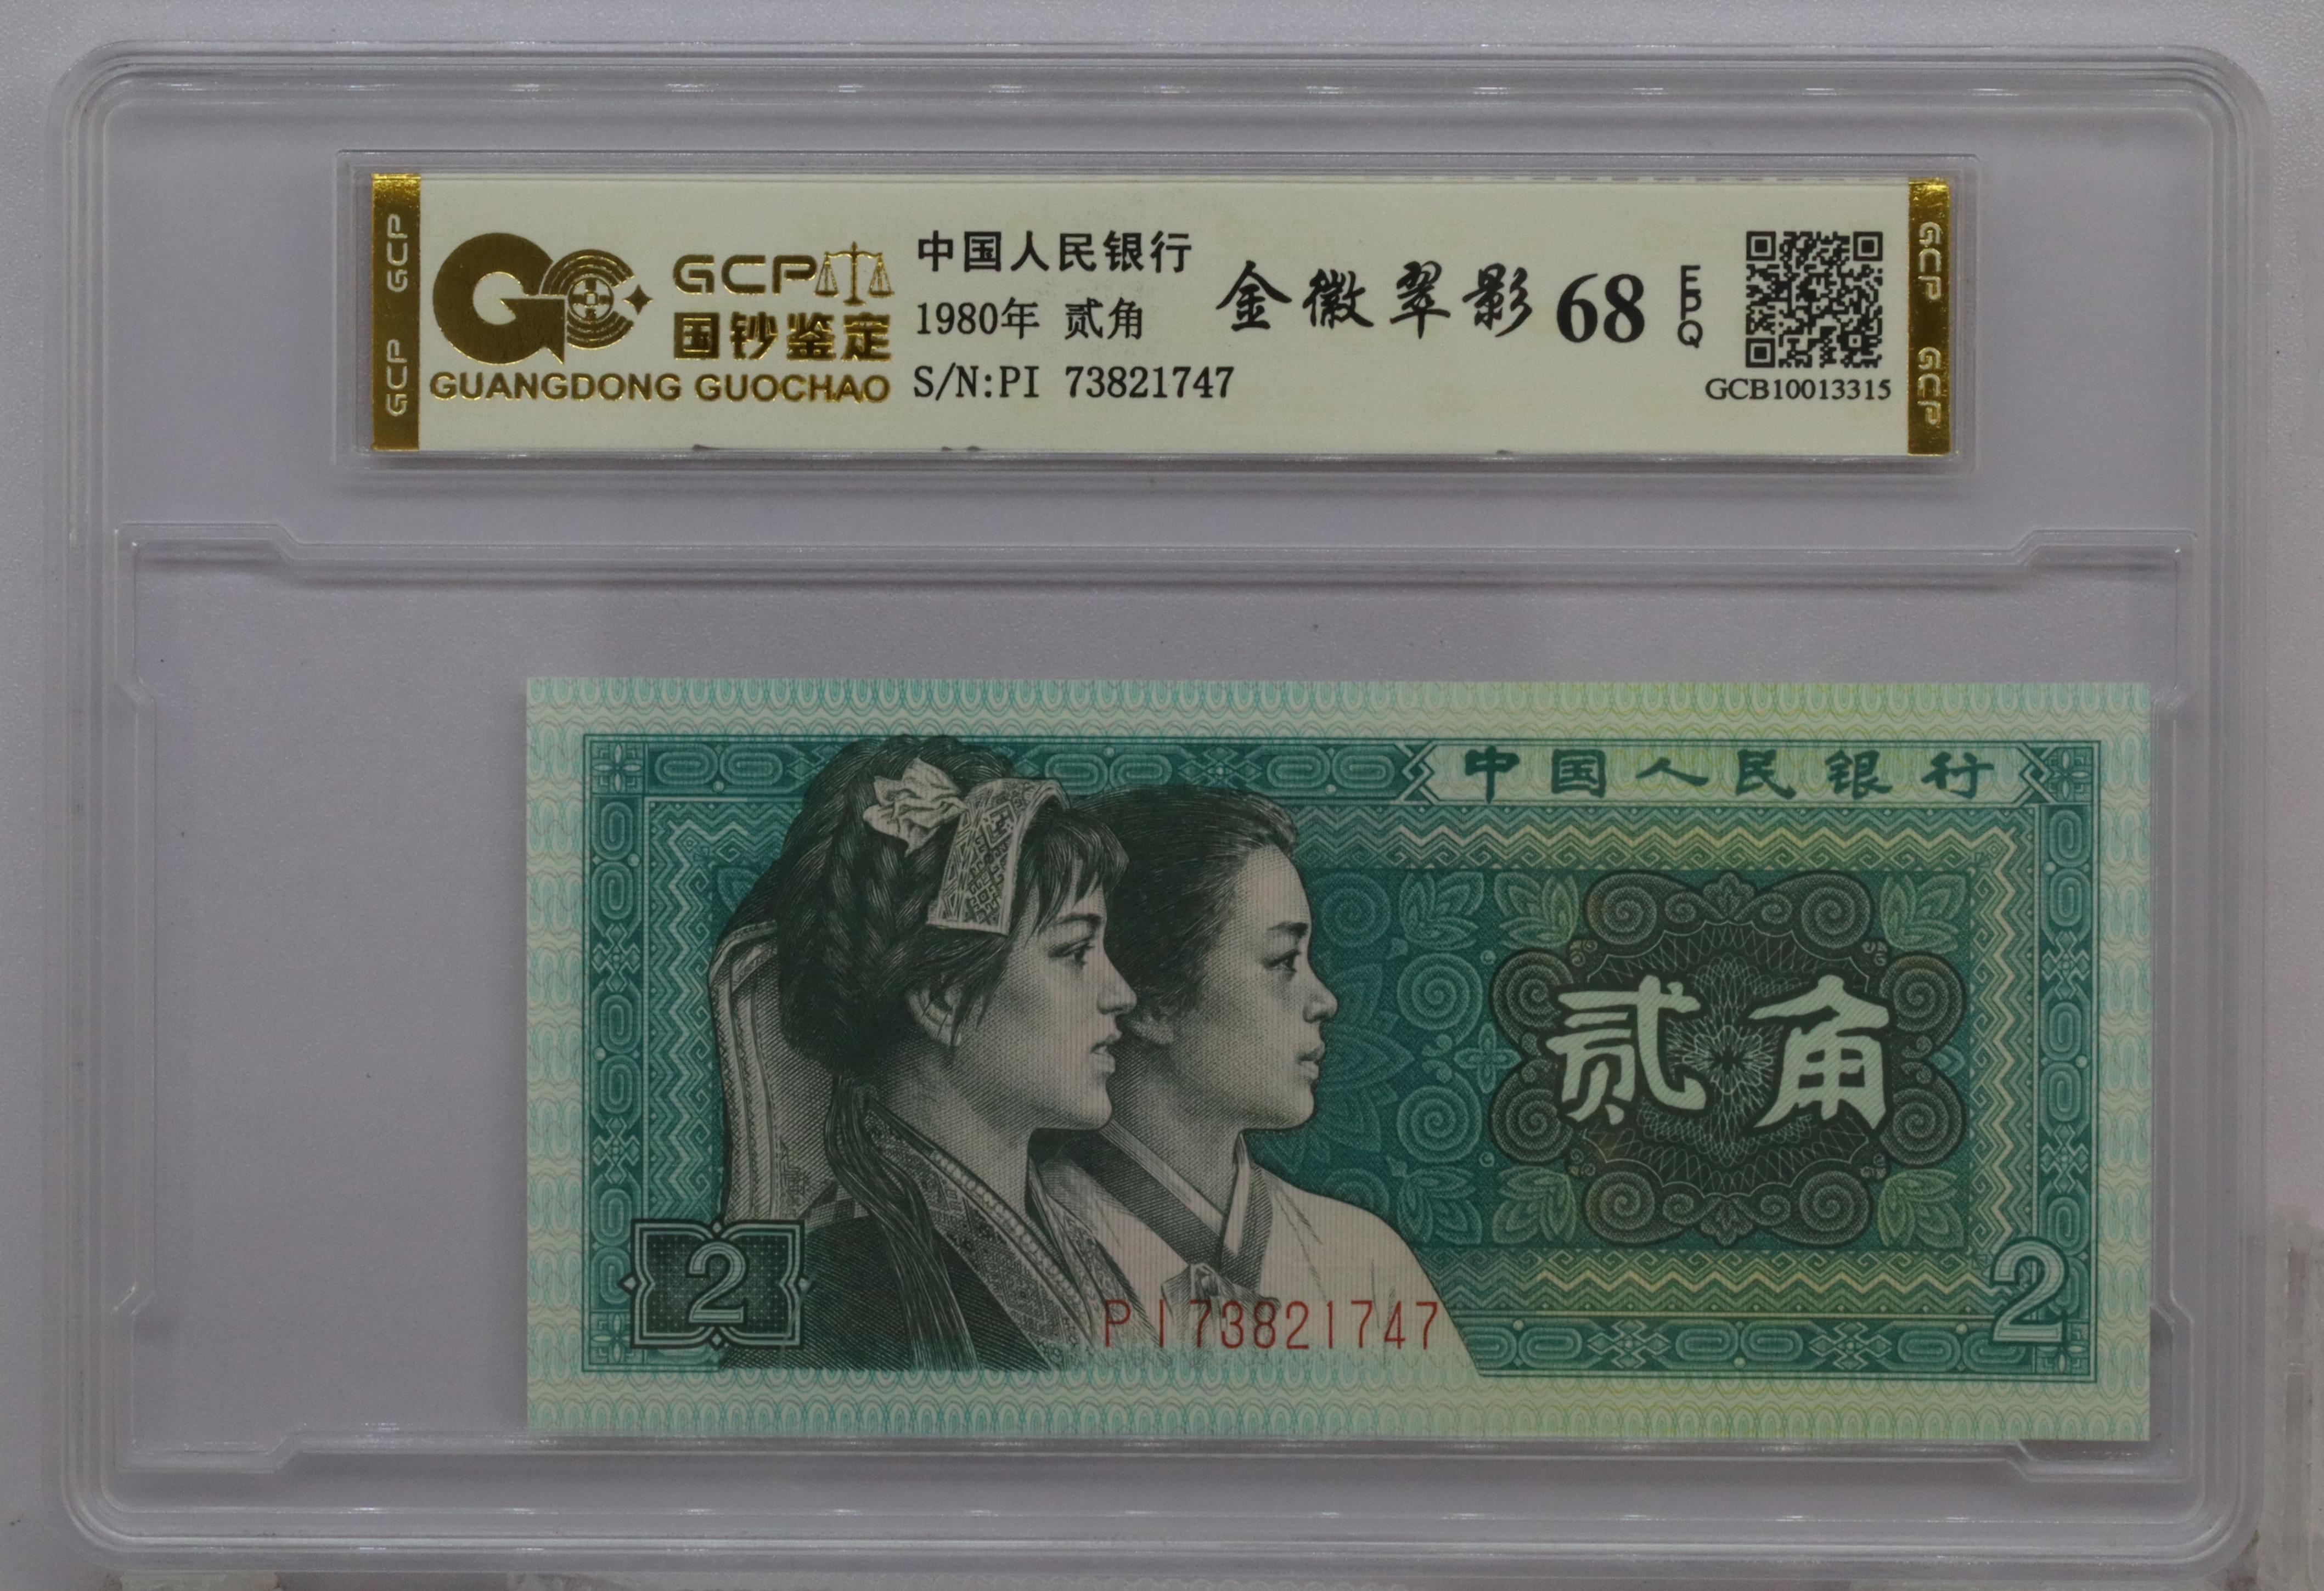 GCP GCP
GCP
国钞鉴定
GUANGDONG GUOCHAO
中国人民银行
1980年 贰角
S/N:PI 73821747
金徽翠影 68 EPQ
GCB10013315
GCP GCP
中国人民银行
贰角
2
PI73821747
2